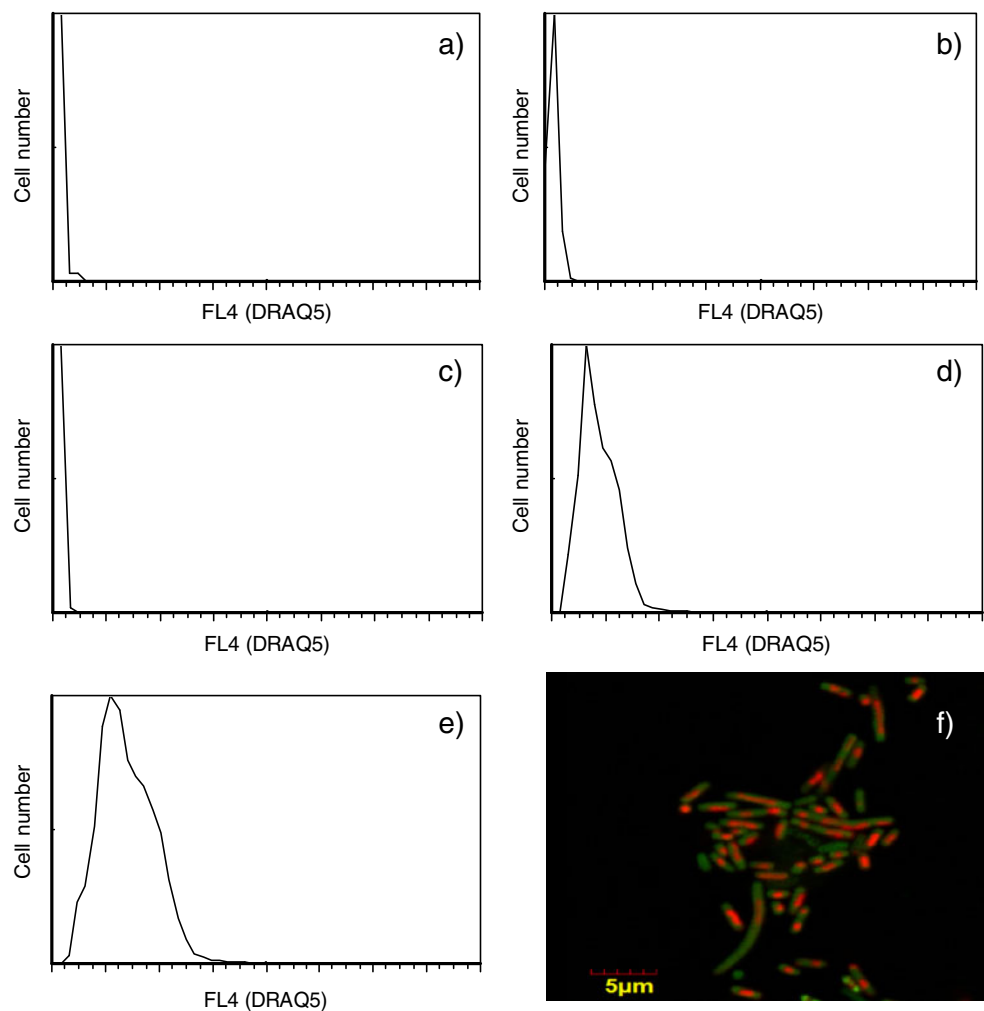 a)
Cell number
FL4 (DRAQ5)
b)
Cell number
FL4 (DRAQ5)
c)
Cell number
FL4 (DRAQ5)
d)
Cell number
FL4 (DRAQ5)
e)
Cell number
FL4 (DRAQ5)
f)
5µm